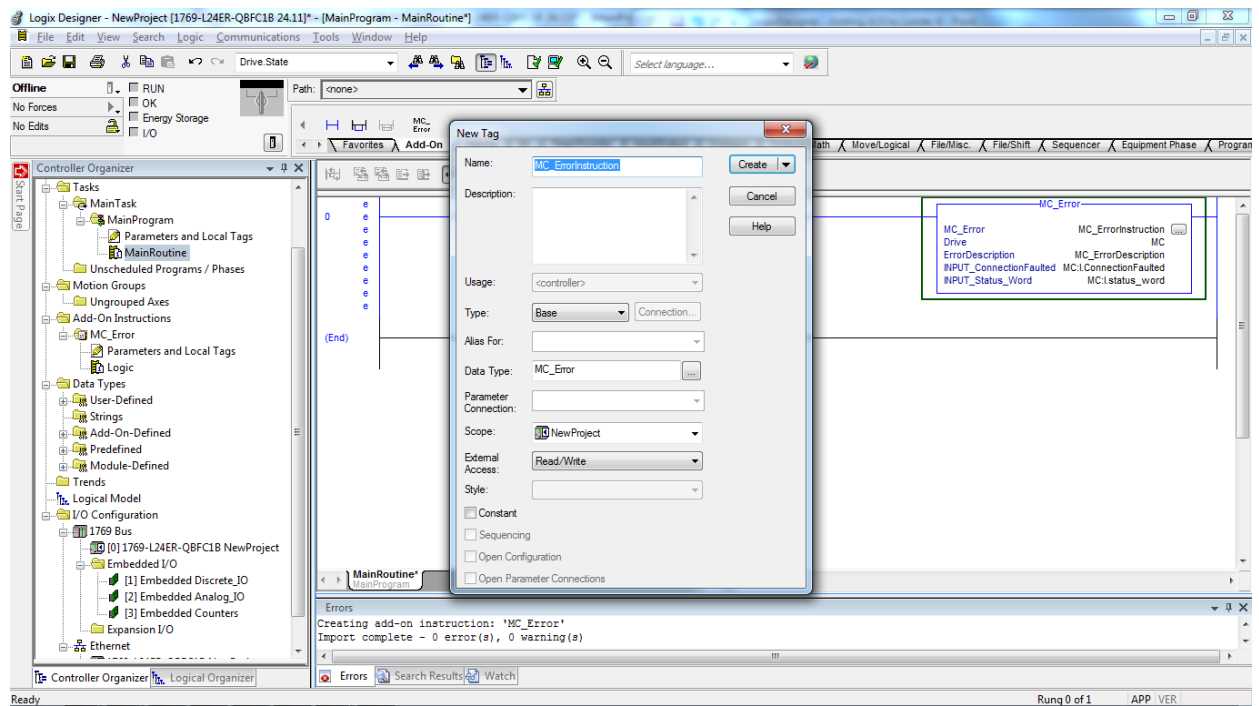 Logix Designer - NewProject [1769-L24ER-QBFC1B 24.11]* - [MainProgram - MainRoutine*]
File Edit View Search Logic Communications Tools Window Help
Drive.State
Select language...
Offline
RUN
No Forces
OK
Energy Storage
No Edits
I/O
Path: <none>
MC_
Error
Favorites Add-On
Math Move/Logical File/Misc. File/Shift Sequencer Equipment Phase Program
Start Page
Controller Organizer
Tasks
MainTask
MainProgram
Parameters and Local Tags
MainRoutine
Unscheduled Programs / Phases
Motion Groups
Ungrouped Axes
Add-On Instructions
MC_Error
Parameters and Local Tags
Logic
Data Types
User-Defined
Strings
Add-On-Defined
Predefined
Module-Defined
Trends
Logical Model
I/O Configuration
1769 Bus
[0] 1769-L24ER-QBFC1B NewProject
Embedded I/O
[1] Embedded Discrete_IO
[2] Embedded Analog_IO
[3] Embedded Counters
Expansion I/O
Ethernet
Controller Organizer Logical Organizer
e
0 e
e
e
e
e
e
e
e
(End)
MC_Error
MC_Error MC_ErrorInstruction ...
Drive MC
ErrorDescription MC_ErrorDescription
INPUT_ConnectionFaulted MC:I.ConnectionFaulted
INPUT_Status_Word MC:I.status_word
New Tag
Name: MC_ErrorInstruction
Create
Description:
Cancel
Help
Usage: <controller>
Type: Base Connection...
Alias For:
Data Type: MC_Error ...
Parameter
Connection:
Scope: NewProject
External
Access: Read/Write
Style:
Constant
Sequencing
Open Configuration
Open Parameter Connections
MainRoutine*
MainProgram
Errors
Creating add-on instruction: 'MC_Error'
Import complete - 0 error(s), 0 warning(s)
Errors Search Results Watch
Ready
Rung 0 of 1 APP VER